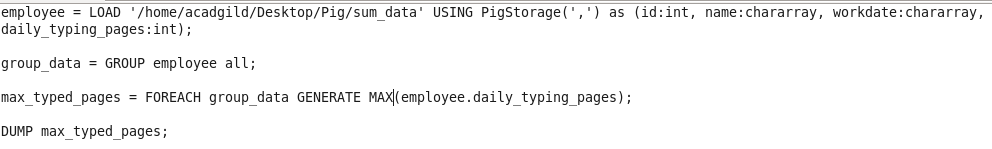 employee = LOAD '/home/acadgild/Desktop/Pig/sum_data' USING PigStorage(',') as (id:int, name:chararray, workdate:chararray,
daily_typing_pages:int);
group_data = GROUP employee all;
max_typed_pages = FOREACH group_data GENERATE MAX(employee.daily_typing_pages);
DUMP max_typed_pages;